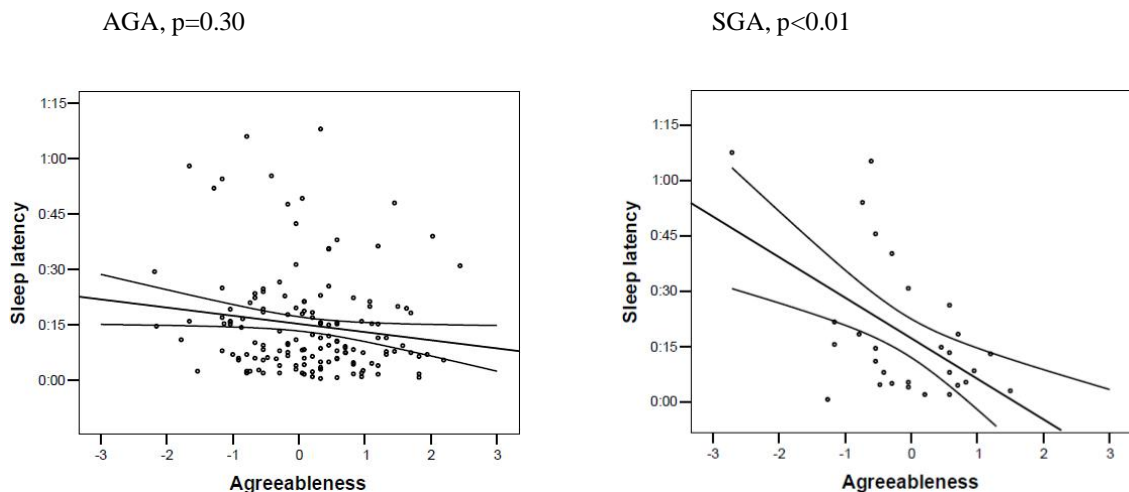 AGA, p=0.30
1:15
1:00
0:45
0:30
0:15
0:00
Sleep latency
-3 -2 -1 0 1 2 3
Agreeableness
SGA, p<0.01
1:15
1:00
0:45
0:30
0:15
0:00
Sleep latency
-3 -2 -1 0 1 2 3
Agreeableness